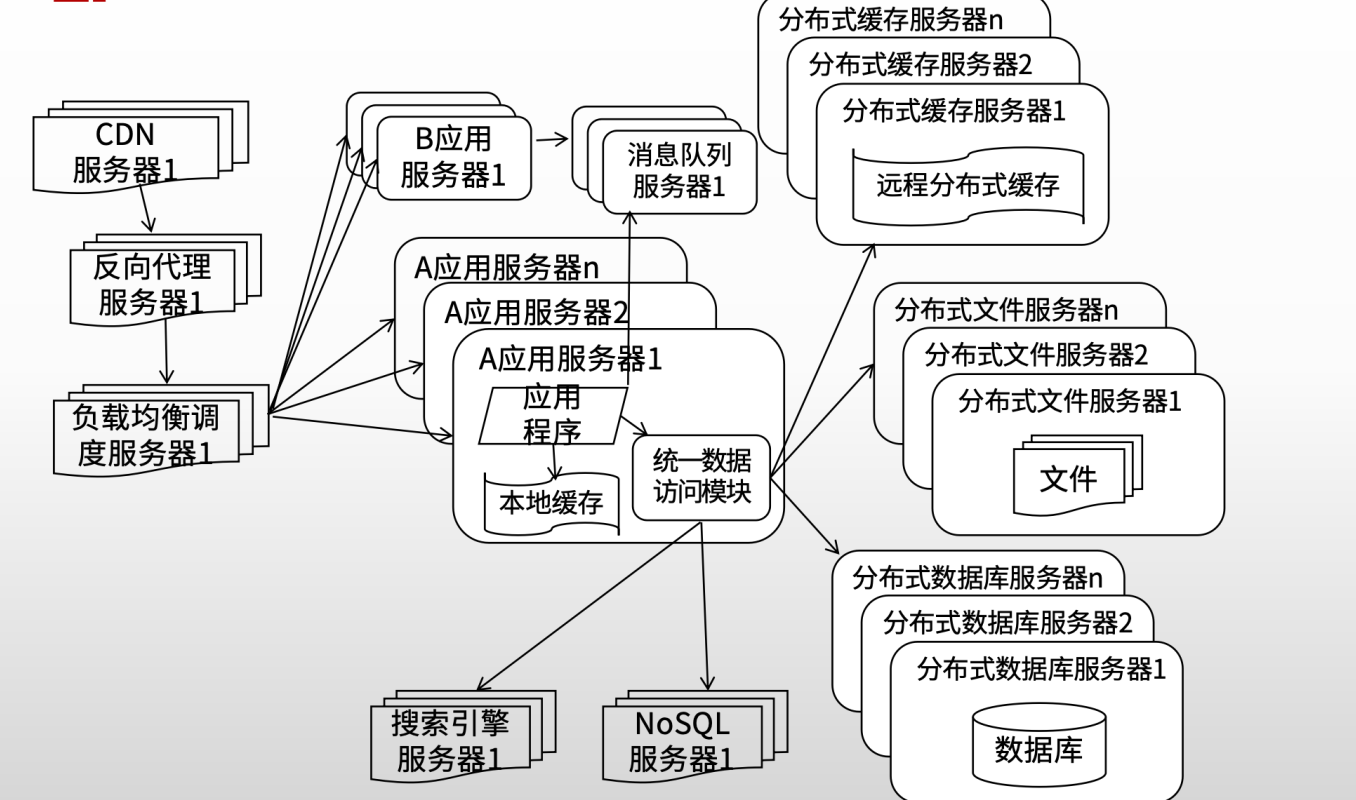 分布式缓存服务器n
分布式缓存服务器2
分布式缓存服务器1
远程分布式缓存
CDN
服务器1
B应用
服务器1
消息队列
服务器1
反向代理
服务器1
A应用服务器n
A应用服务器2
A应用服务器1
应用
程序
统一数据
访问模块
本地缓存
负载均衡调
度服务器1
分布式文件服务器n
分布式文件服务器2
分布式文件服务器1
文件
分布式数据库服务器n
分布式数据库服务器2
分布式数据库服务器1
数据库
搜索引擎
服务器1
NoSQL
服务器1